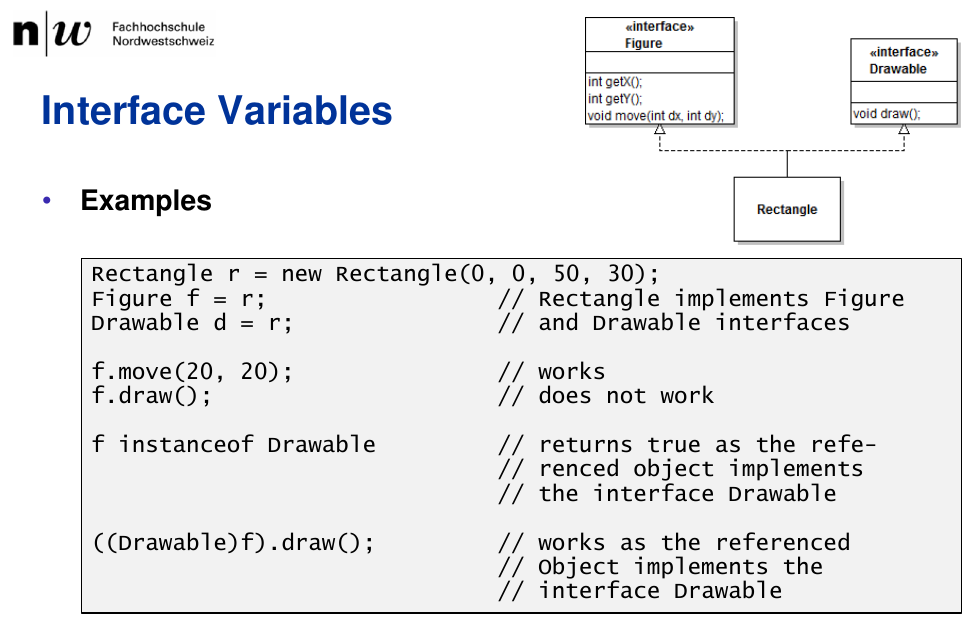 n w Fachhochschule
Nordwestschweiz
«interface»
Figure
int getX();
int getY();
void move(int dx, int dy);
«interface»
Drawable
void draw();
Rectangle
Interface Variables
• Examples
Rectangle r = new Rectangle(0, 0, 50, 30);
Figure f = r; // Rectangle implements Figure
Drawable d = r; // and Drawable interfaces
f.move(20, 20); // works
f.draw(); // does not work
f instanceof Drawable // returns true as the refe-
// renced object implements
// the interface Drawable
((Drawable)f).draw(); // works as the referenced
// Object implements the
// interface Drawable